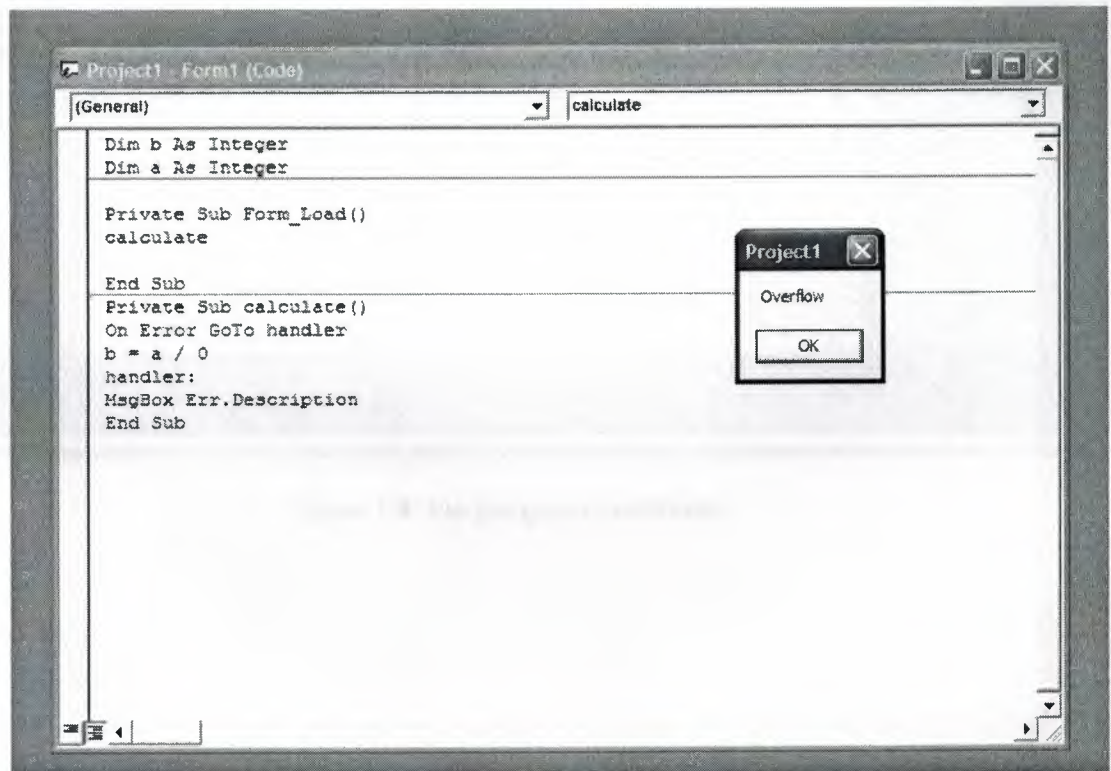 Project1 - Form1 (Code)
(General)
calculate
Dim b As Integer
Dim a As Integer
Private Sub Form_Load()
calculate
End Sub
Private Sub calculate()
On Error GoTo handler
b = a / 0
handler:
MsgBox Err.Description
End Sub
Project1
Overflow
OK